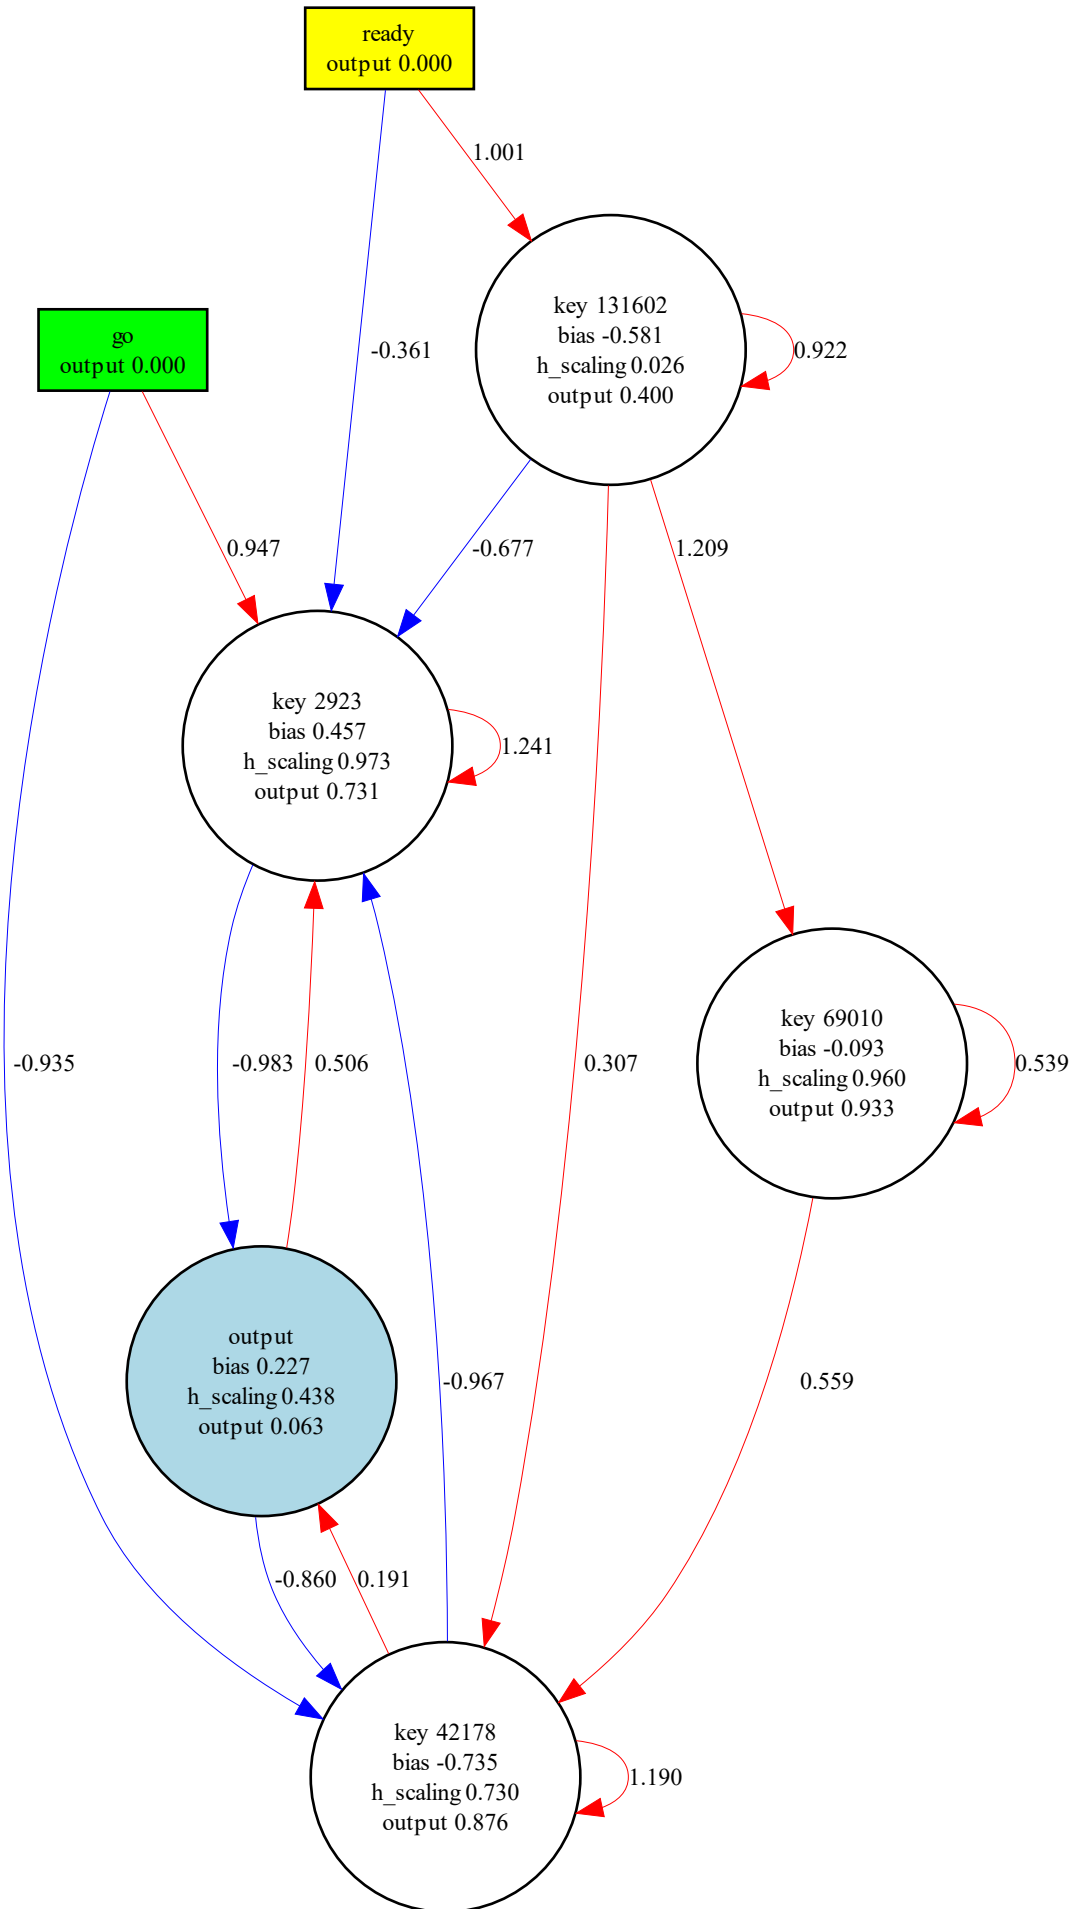 ready
output 0.000
1.001
key 131602
bias -0.581
h_scaling 0.026
output 0.400
0.922
go
output 0.000
-0.361
0.947
-0.677
1.209
key 2923
bias 0.457
h_scaling 0.973
output 0.731
1.241
key 69010
bias -0.093
h_scaling 0.960
output 0.933
0.539
-0.935
-0.983
0.506
0.307
output
bias 0.227
h_scaling 0.438
output 0.063
-0.967
0.559
-0.860
0.191
key 42178
bias -0.735
h_scaling 0.730
output 0.876
1.190